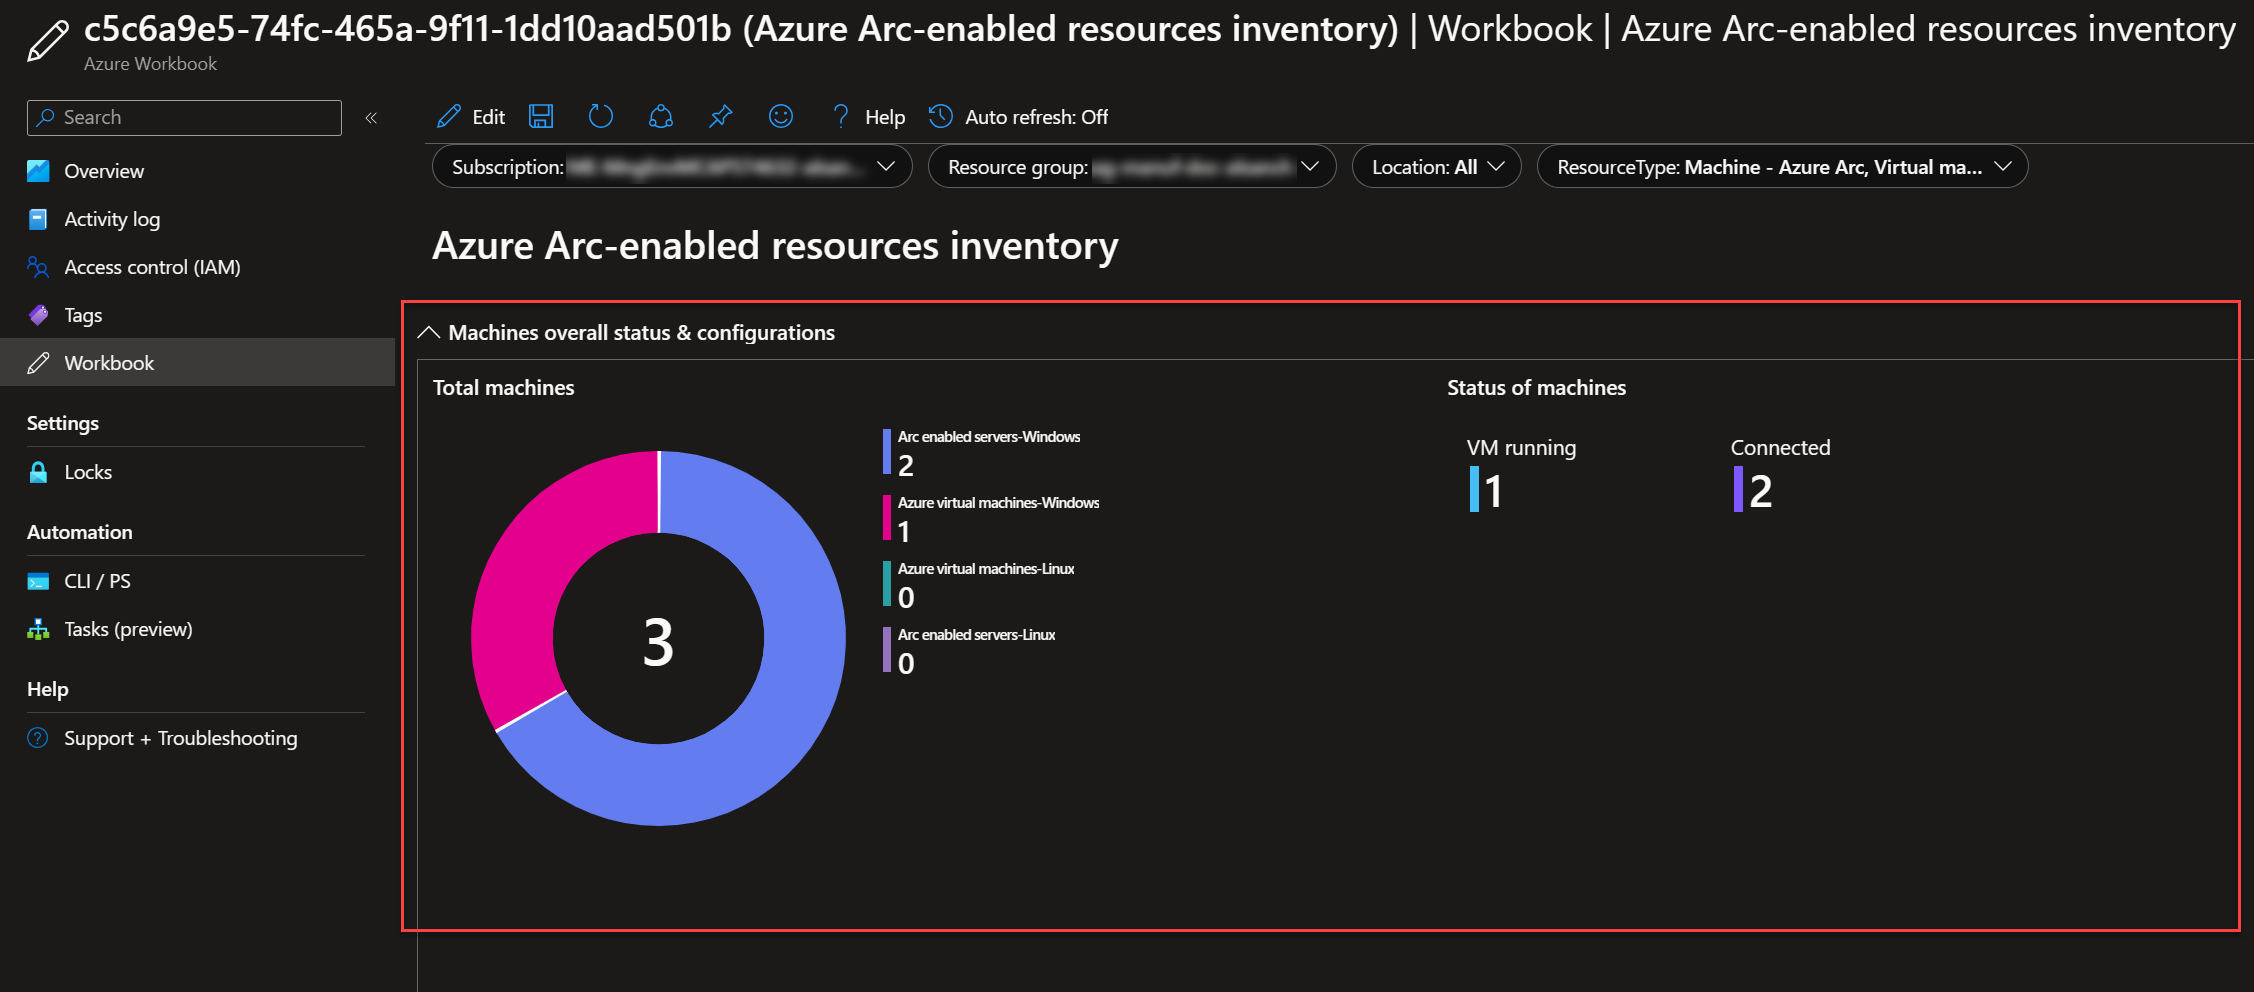 c5c6a9e5-74fc-465a-9f11-1dd10aad501b (Azure Arc-enabled resources inventory) | Workbook | Azure Arc-enabled resources inventory
Azure Workbook
Search
«
Overview
Activity log
Access control (IAM)
Tags
Workbook
Settings
Locks
Automation
CLI / PS
Tasks (preview)
Help
Support + Troubleshooting
Edit
Help
Auto refresh: Off
Subscription:
Resource group:
Location: All
ResourceType: Machine - Azure Arc, Virtual ma...
Azure Arc-enabled resources inventory
Machines overall status & configurations
Total machines
3
Arc enabled servers-Windows
2
Azure virtual machines-Windows
1
Azure virtual machines-Linux
0
Arc enabled servers-Linux
0
Status of machines
VM running
1
Connected
2